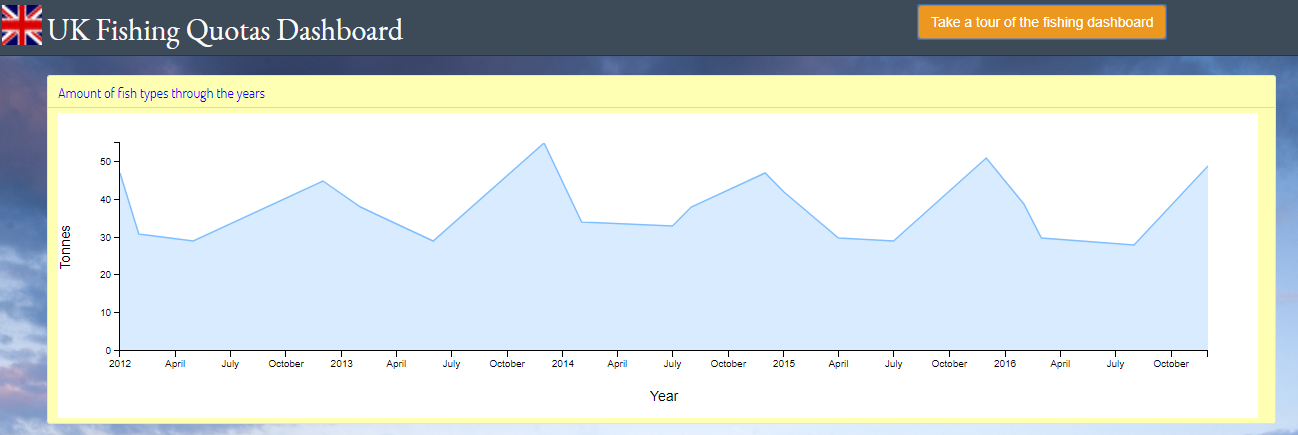 UK Fishing Quotas Dashboard
Take a tour of the fishing dashboard
Amount of fish types through the years
Tonnes
50
40
30
20
10
0
2012 April July October 2013 April July October 2014 April July October 2015 April July October 2016 April July October
Year